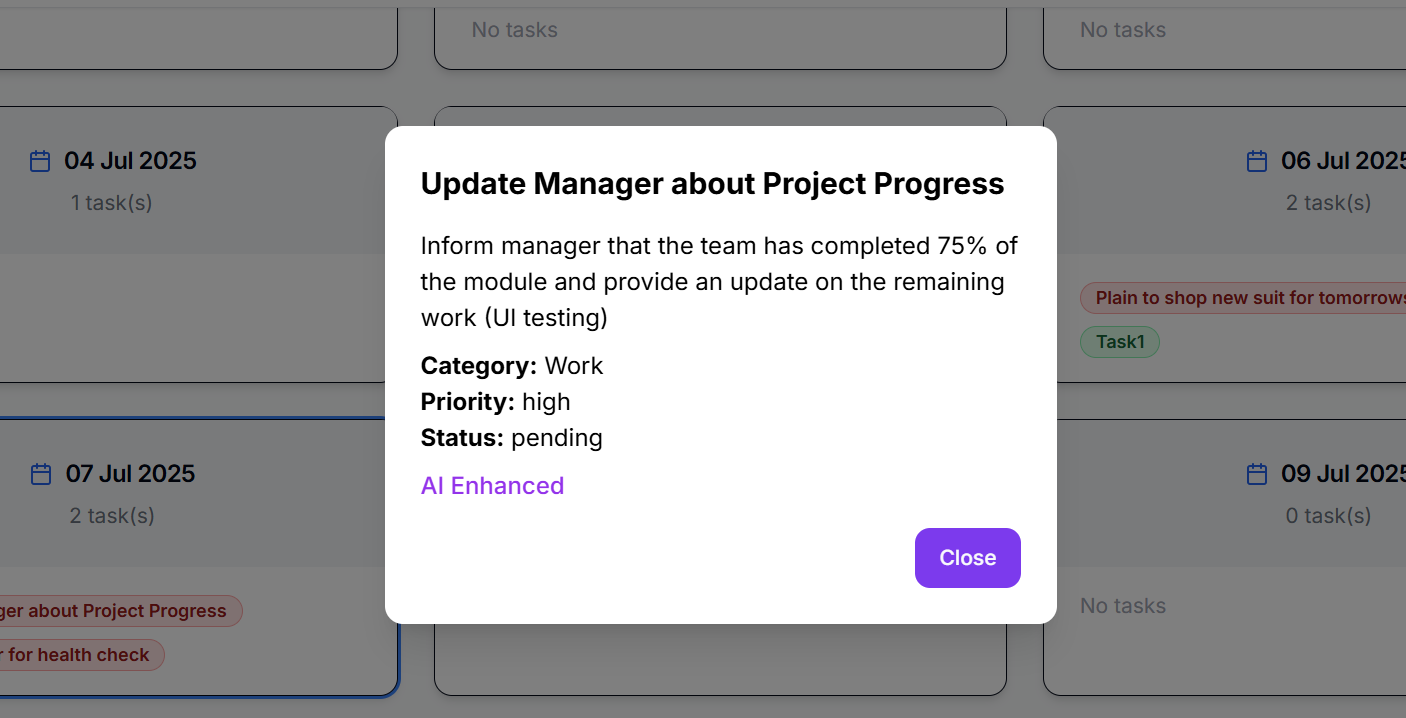 No tasks
No tasks
04 Jul 2025
1 task(s)
06 Jul 2025
2 task(s)
Plain to shop new suit for tomorrows
Task1
Update Manager about Project Progress
Inform manager that the team has completed 75% of
the module and provide an update on the remaining
work (UI testing)
Category: Work
Priority: high
Status: pending
AI Enhanced
Close
07 Jul 2025
2 task(s)
about Project Progress
for health check
09 Jul 2025
0 task(s)
No tasks